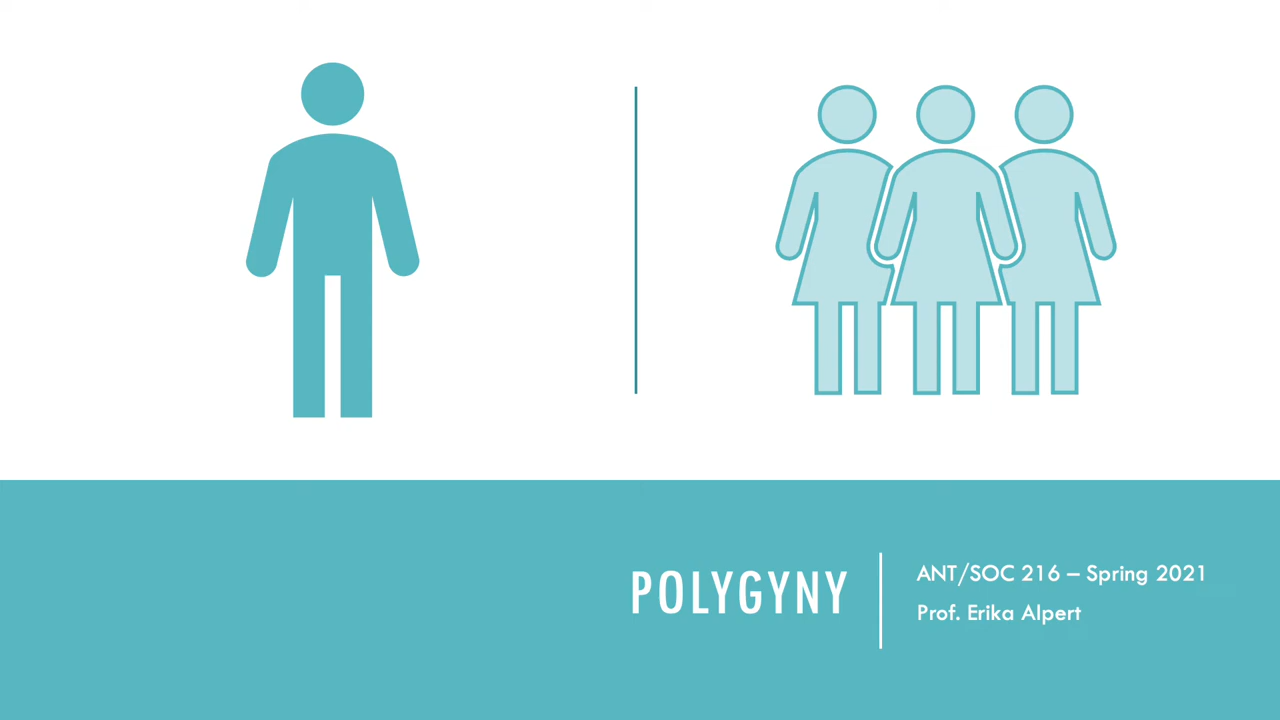 POLYGYNY
ANT/SOC 216 – Spring 2021
Prof. Erika Alpert